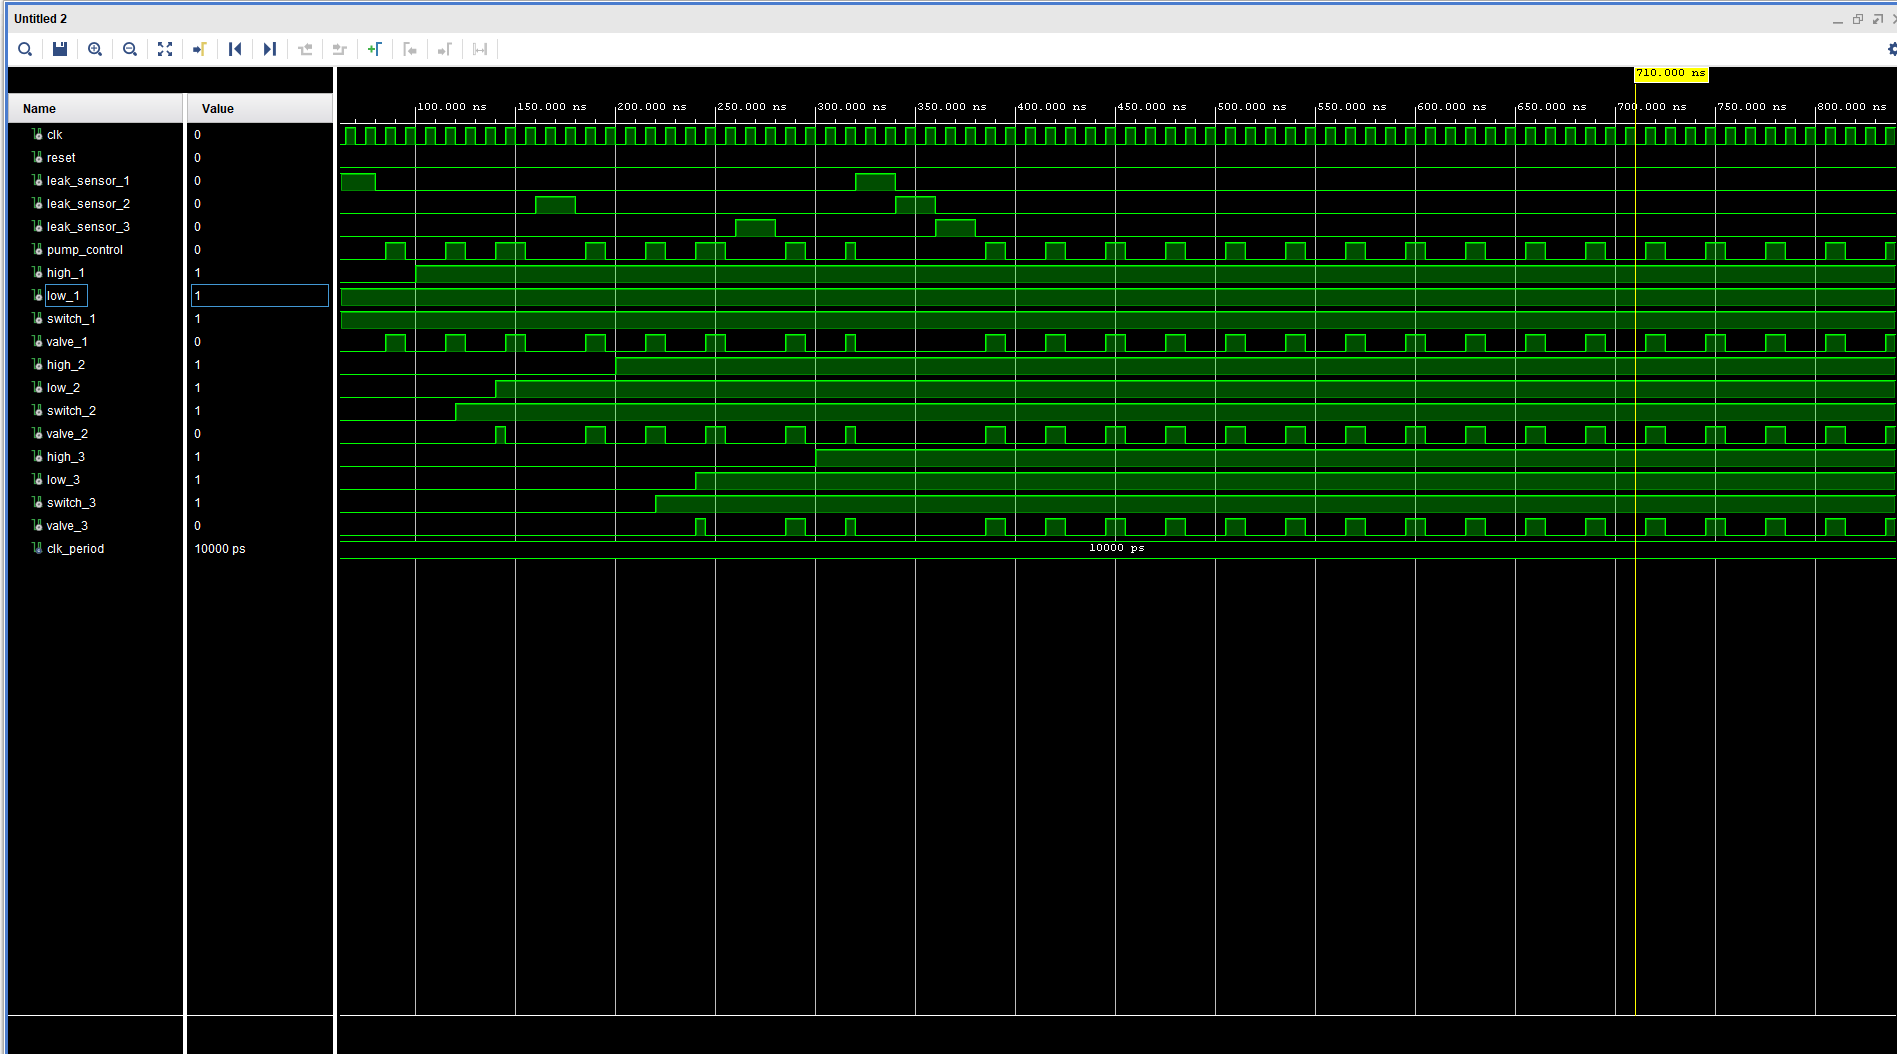 Untitled 2
710.000 ns
Name Value
100.000 ns 150.000 ns 200.000 ns 250.000 ns 300.000 ns 350.000 ns 400.000 ns 450.000 ns 500.000 ns 550.000 ns 600.000 ns 650.000 ns 700.000 ns 750.000 ns 800.000 ns
clk 0
reset 0
leak_sensor_1 0
leak_sensor_2 0
leak_sensor_3 0
pump_control 0
high_1 1
low_1 1
switch_1 1
valve_1 0
high_2 1
low_2 1
switch_2 1
valve_2 0
high_3 1
low_3 1
switch_3 1
valve_3 0
clk_period 10000 ps 10000 ps